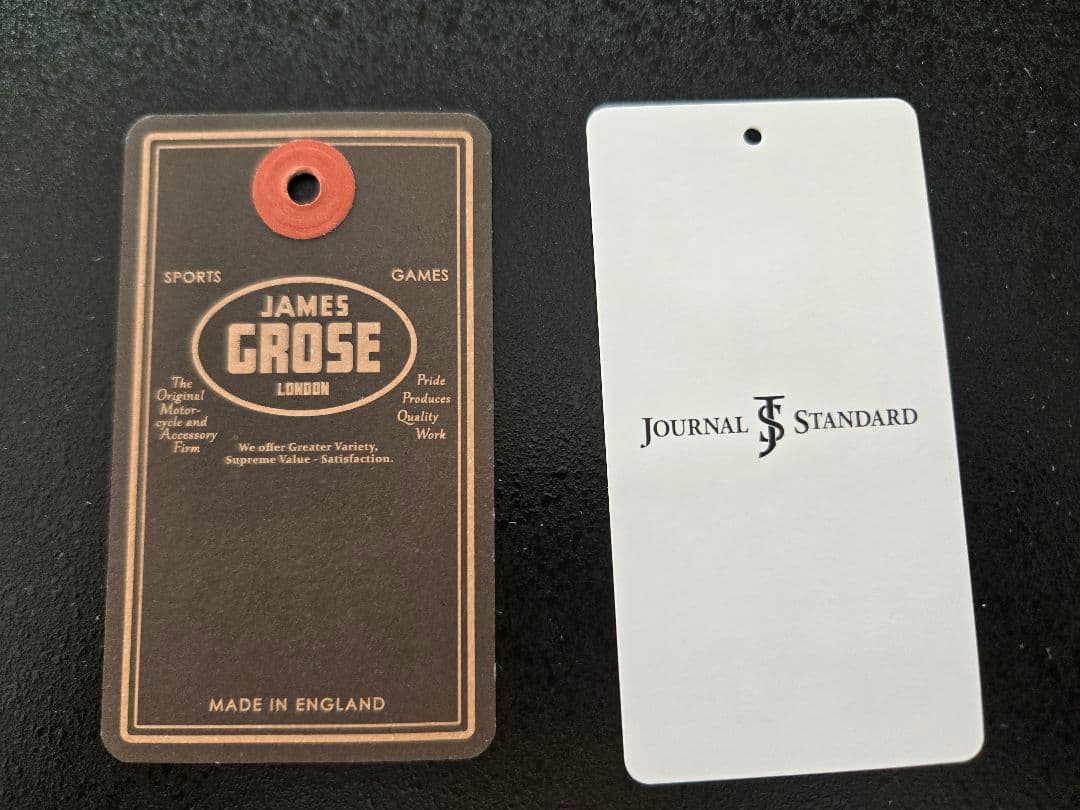 SPORTS GAMES
JAMES
GROSE
LONDON
The
Original
Motor-
cycle and
Accessory
Firm
Pride
Produces
Quality
Work
We offer Greater Variety,
Supreme Value - Satisfaction.
MADE IN ENGLAND
JOURNAL JS STANDARD